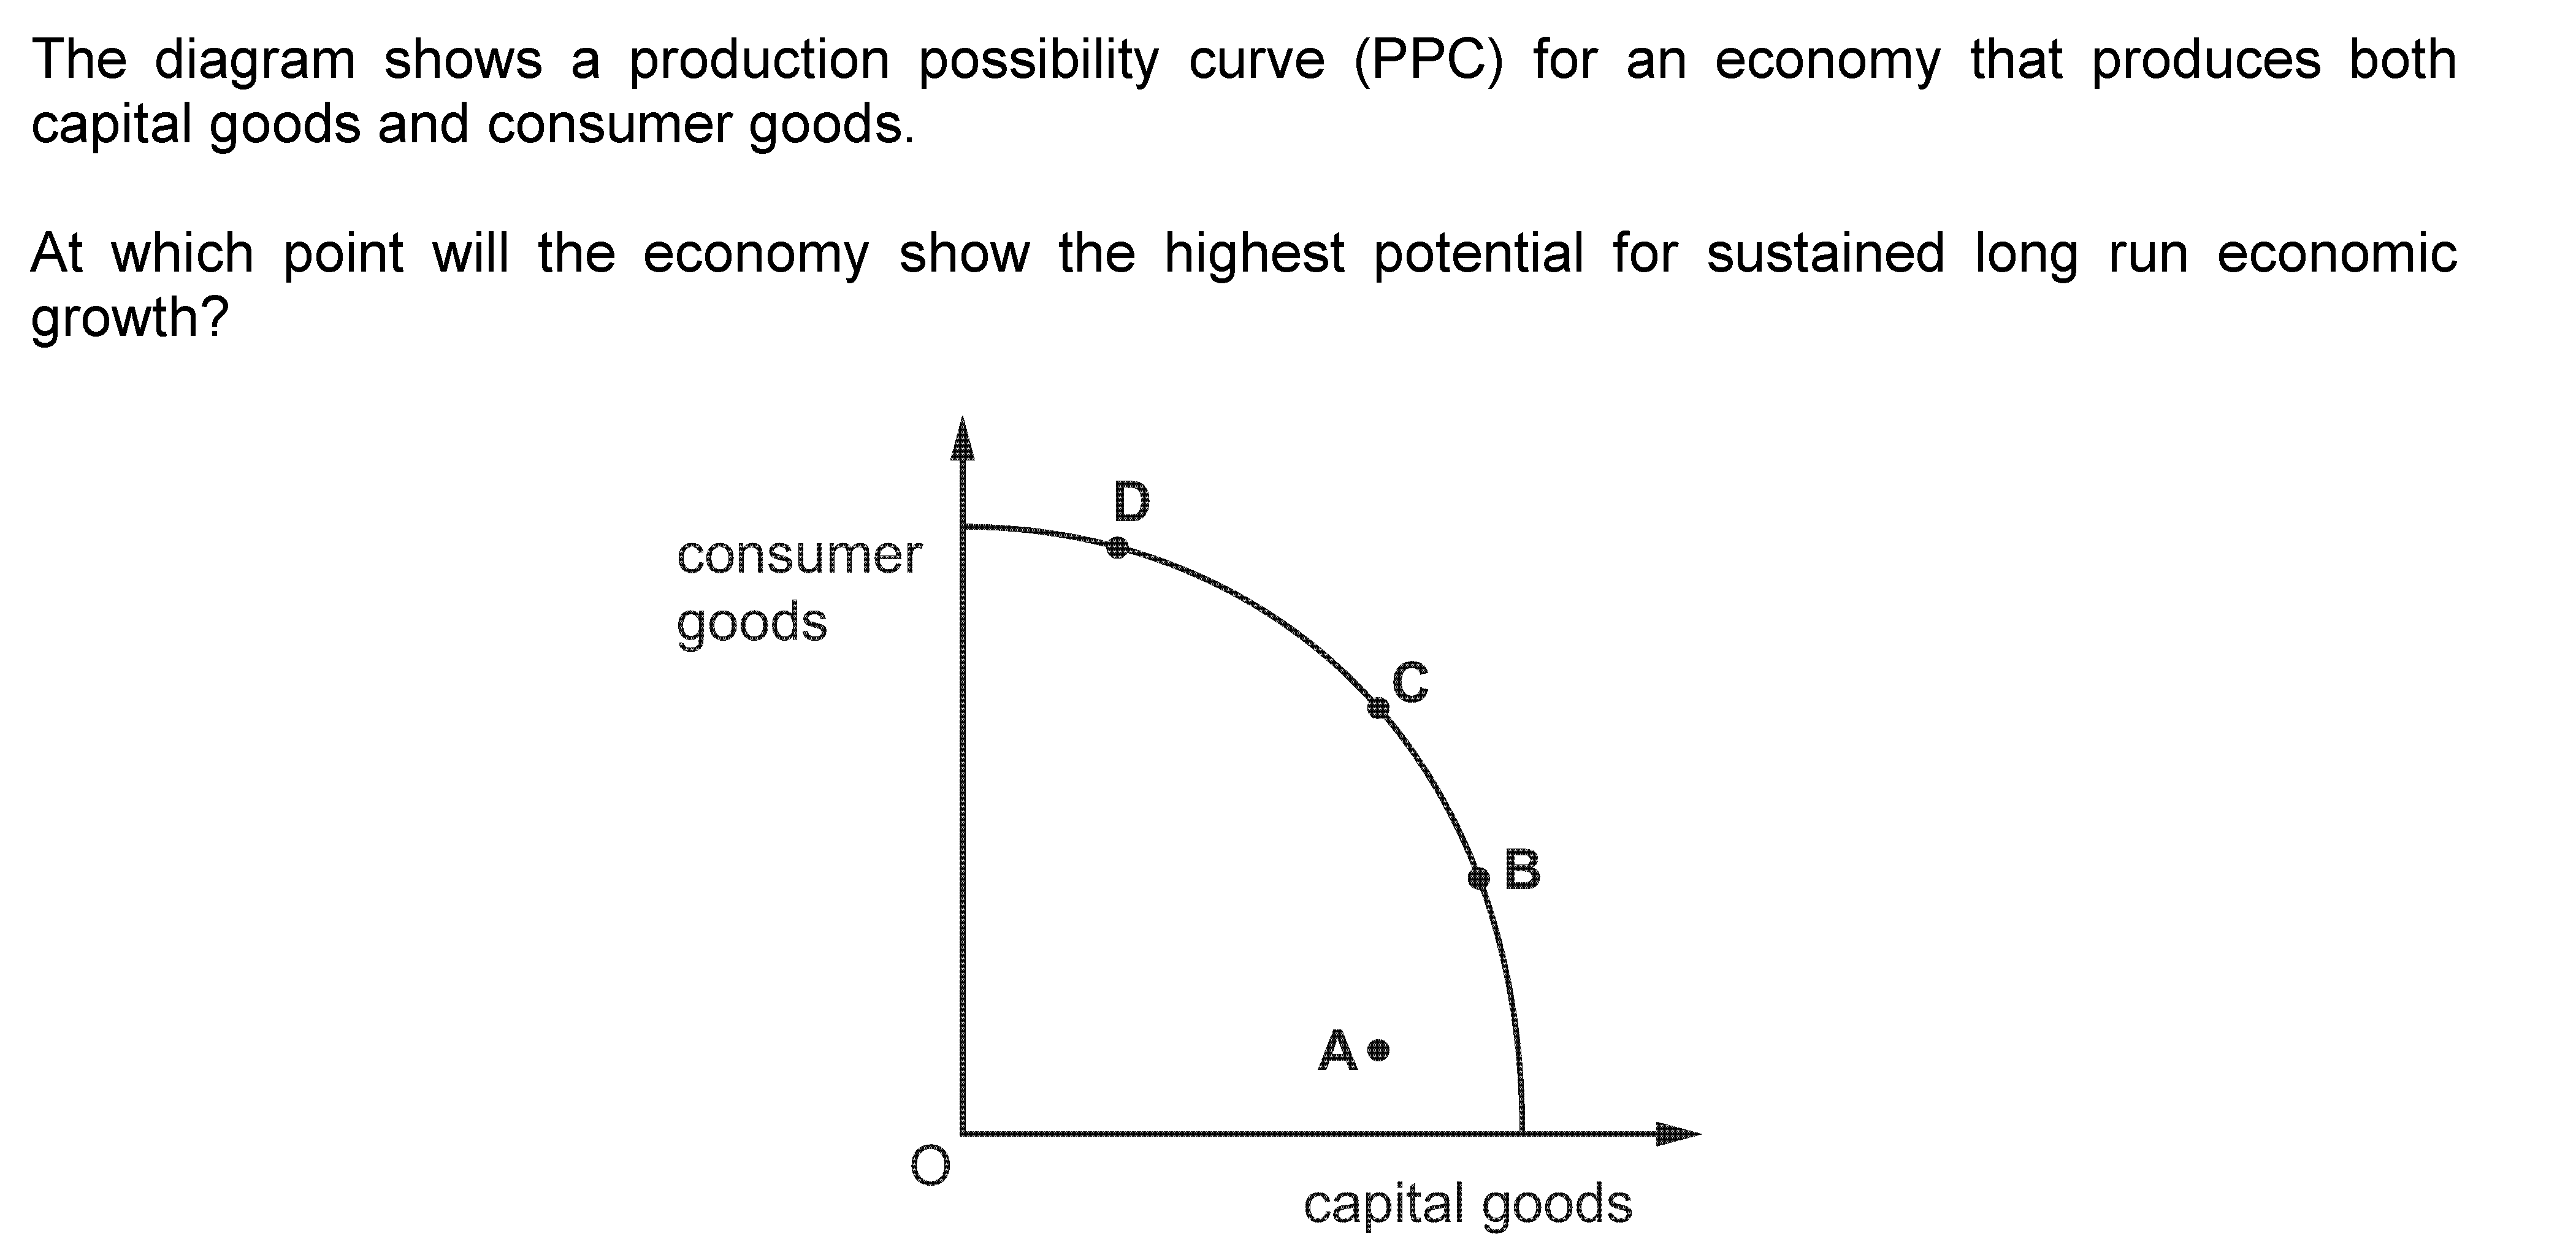 The diagram shows a production possibility curve (PPC) for an economy that produces both
capital goods and consumer goods.
At which point will the economy show the highest potential for sustained long run economic
growth?
D
consumer
goods
C
B
A
O
capital goods